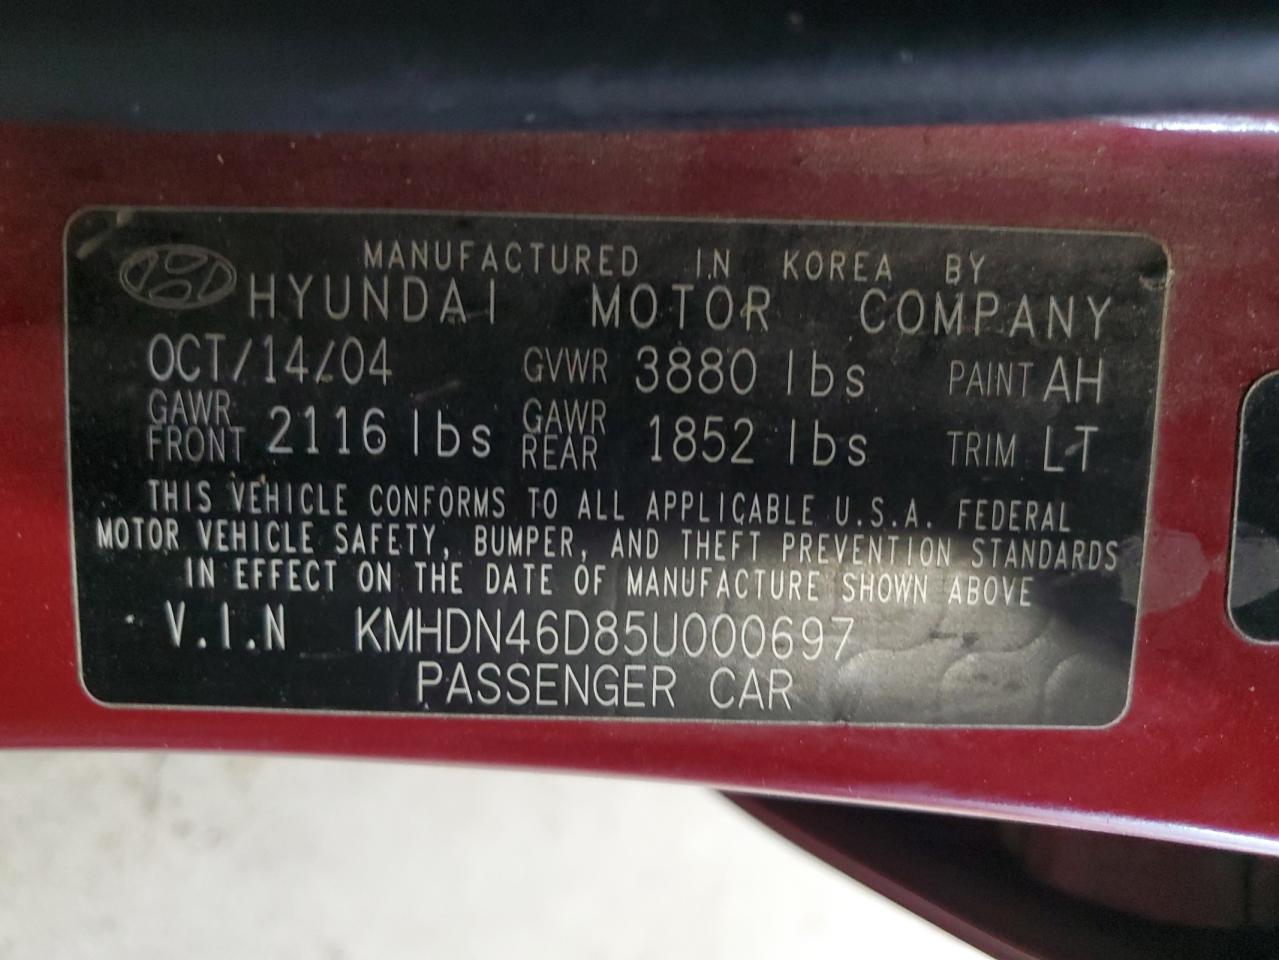 MANUFACTURED IN KOREA BY
HYUNDAI MOTOR COMPANY
OCT/14/04 GVWR 3880 lbs PAINT AH
GAWR FRONT 2116 lbs GAWR REAR 1852 lbs TRIM LT
THIS VEHICLE CONFORMS TO ALL APPLICABLE U.S.A. FEDERAL
MOTOR VEHICLE SAFETY, BUMPER, AND THEFT PREVENTION STANDARDS
IN EFFECT ON THE DATE OF MANUFACTURE SHOWN ABOVE
V.I.N KMHDN46D85U000697
PASSENGER CAR